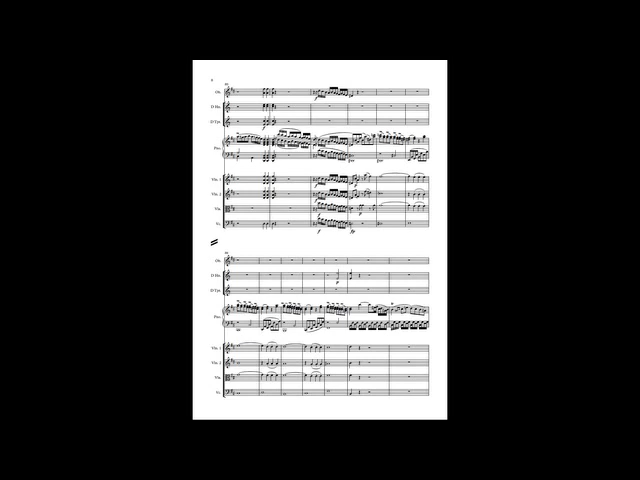 Ob.
D Hn.
D Tpt.
Pno.
Vln. 1
Vln. 2
Vla.
Vc.
Ob.
D Hn.
D Tpt.
Pno.
Vln. 1
Vln. 2
Vla.
Vc.